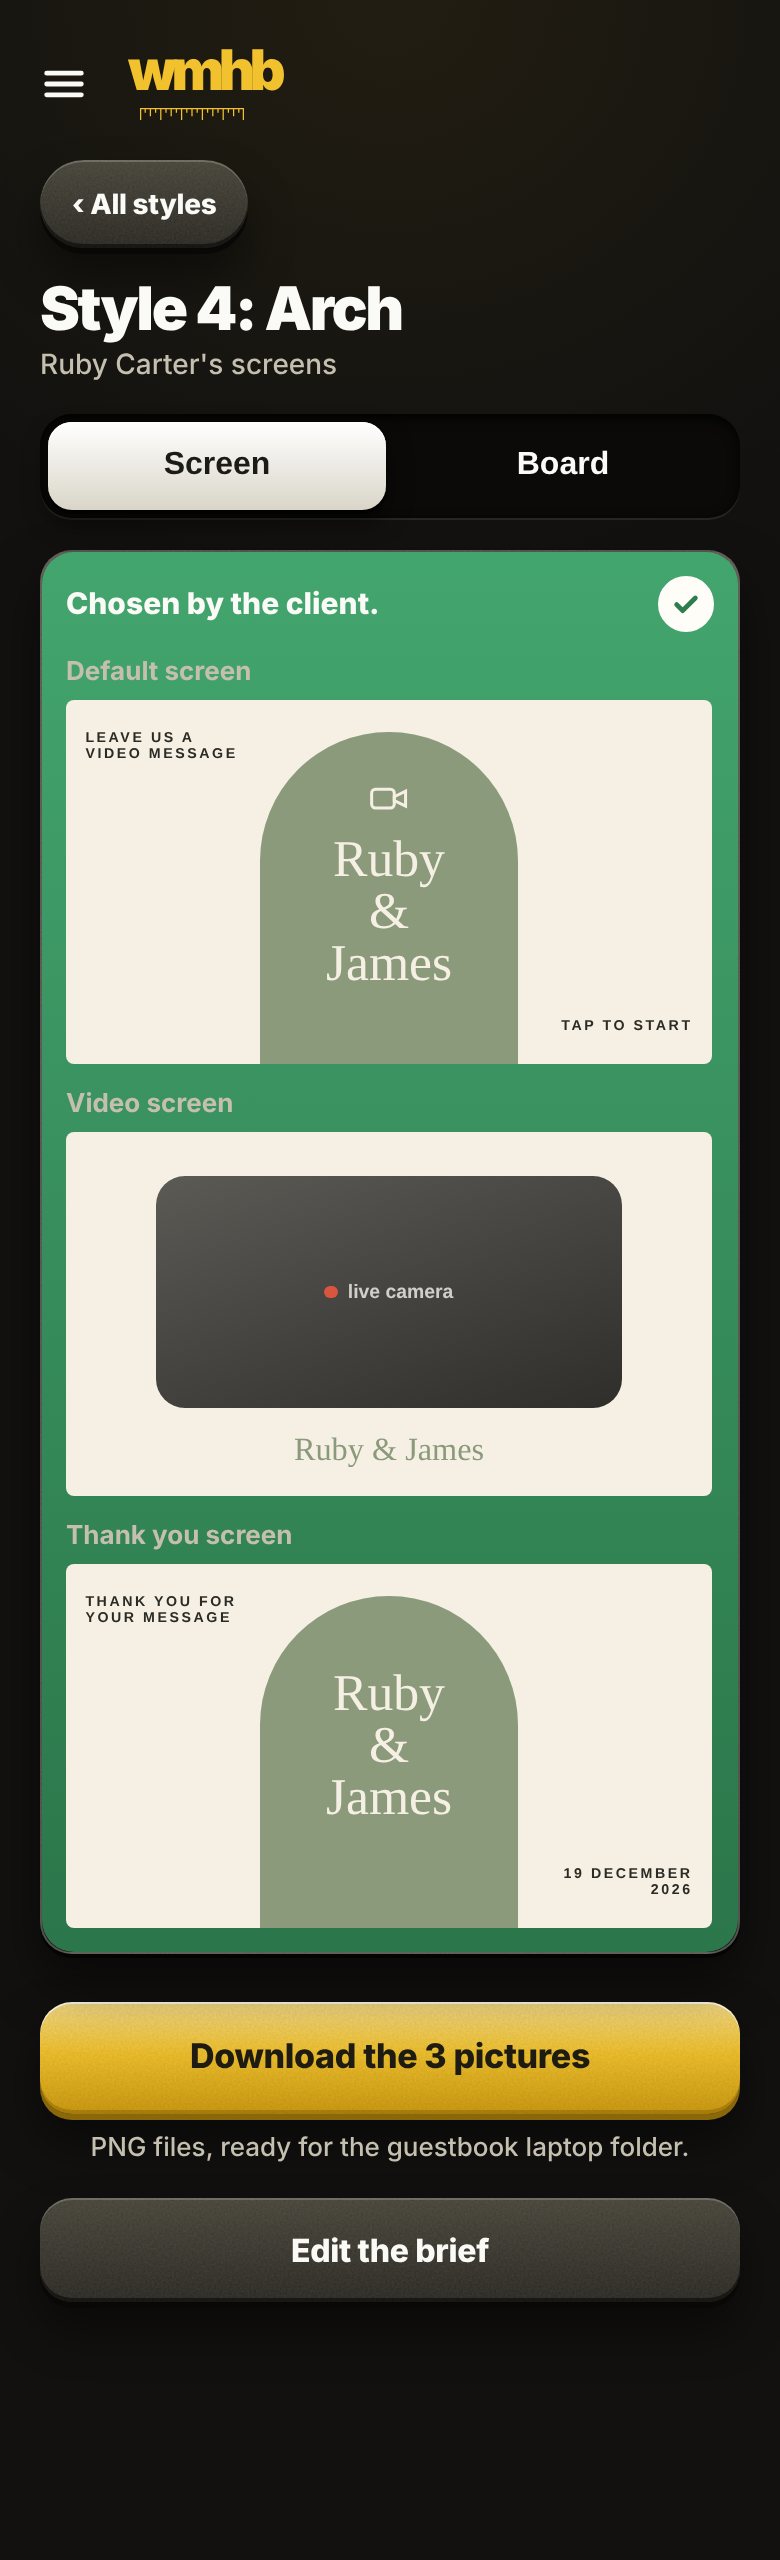 wmhb
‹ All styles
Style 4: Arch
Ruby Carter's screens
Screen
Board
Chosen by the client.
Default screen
LEAVE US A
VIDEO MESSAGE
Ruby
&
James
TAP TO START
Video screen
live camera
Ruby & James
Thank you screen
THANK YOU FOR
YOUR MESSAGE
Ruby
&
James
19 DECEMBER
2026
Download the 3 pictures
PNG files, ready for the guestbook laptop folder.
Edit the brief